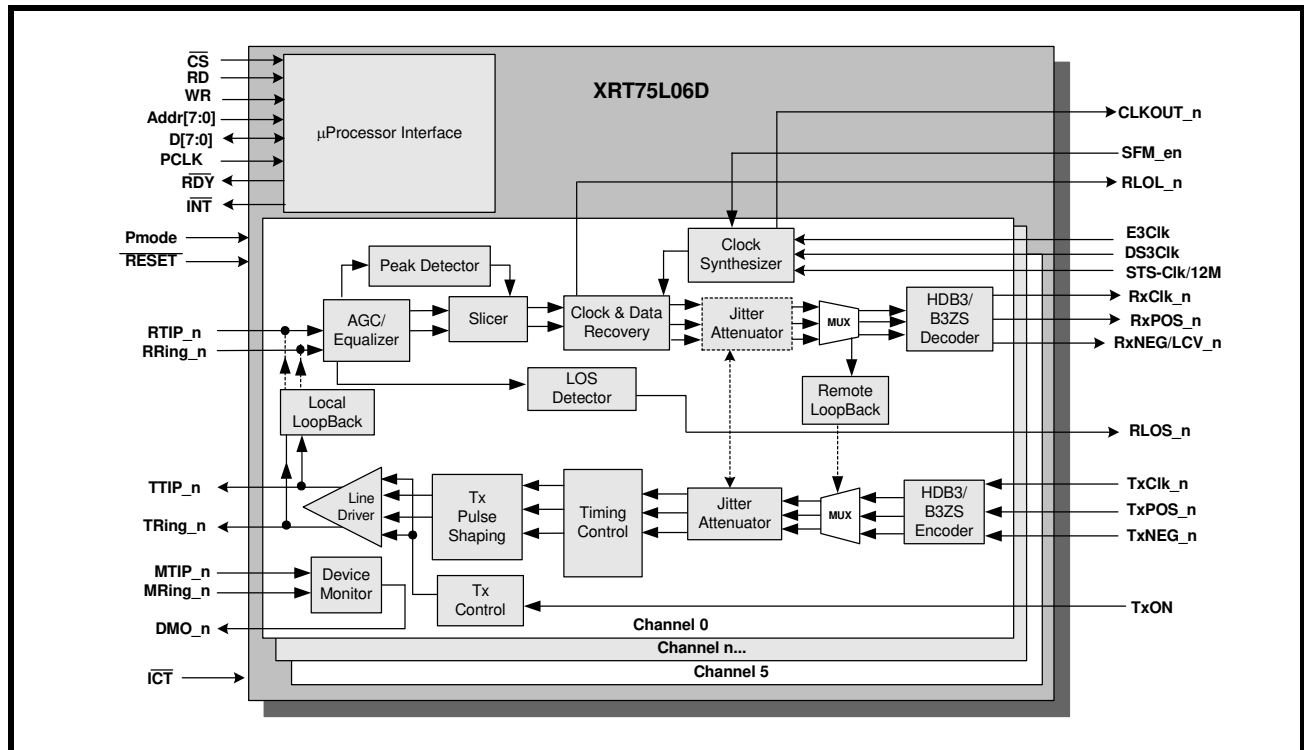 XRT75L06D
CS
RD
WR
Addr[7:0]
D[7:0]
PCLK
RDY
INT
Pmode
RESET
µProcessor Interface
CLKOUT_n
SFM_en
RLOL_n
E3Clk
DS3Clk
STS-Clk/12M
RxClk_n
RxPOS_n
RxNEG/LCV_n
Peak Detector
Clock
Synthesizer
RTIP_n
RRing_n
AGC/
Equalizer
Slicer
Clock & Data
Recovery
Jitter
Attenuator
MUX
HDB3/
B3ZS
Decoder
LOS
Detector
Remote
LoopBack
Local
LoopBack
RLOS_n
TTIP_n
TRing_n
Line
Driver
Tx
Pulse
Shaping
Timing
Control
Jitter
Attenuator
MUX
HDB3/
B3ZS
Encoder
TxClk_n
TxPOS_n
TxNEG_n
MTIP_n
MRing_n
DMO_n
Device
Monitor
Tx
Control
TxON
Channel 0
Channel n...
Channel 5
ICT